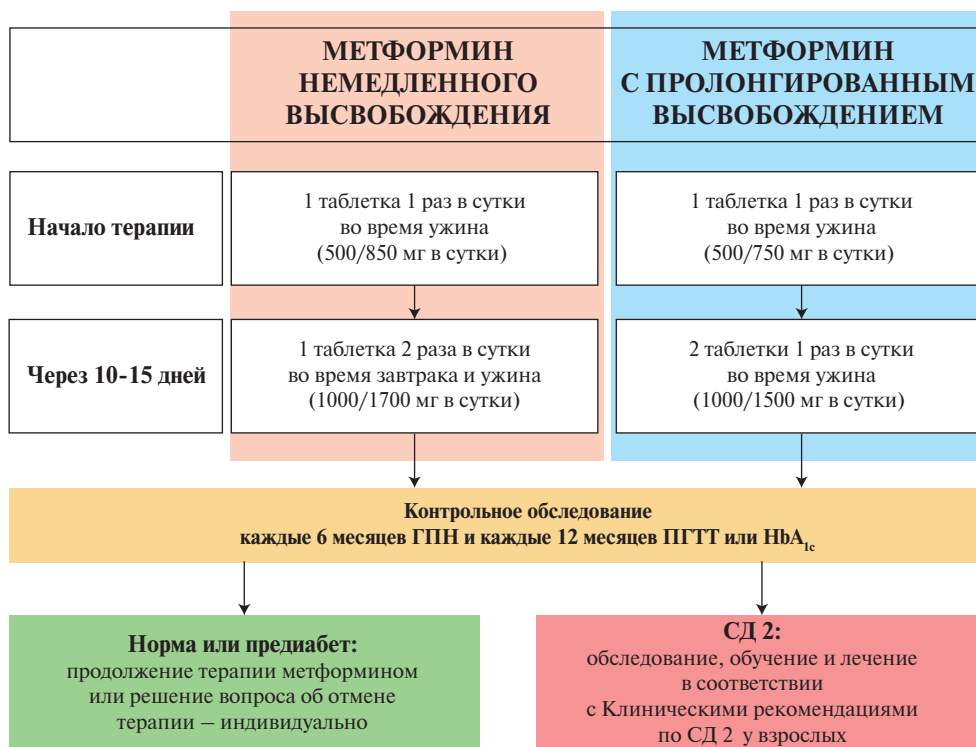 МЕТФОРМИН
НЕМЕДЛЕННОГО
ВЫСВОБОЖДЕНИЯ
МЕТФОРМИН
С ПРОЛОНГИРОВАННЫМ
ВЫСВОБОЖДЕНИЕМ
Начало терапии
1 таблетка 1 раз в сутки
во время ужина
(500/850 мг в сутки)
1 таблетка 1 раз в сутки
во время ужина
(500/750 мг в сутки)
Через 10-15 дней
1 таблетка 2 раза в сутки
во время завтрака и ужина
(1000/1700 мг в сутки)
2 таблетки 1 раз в сутки
во время ужина
(1000/1500 мг в сутки)
Контрольное обследование
каждые 6 месяцев ГПН и каждые 12 месяцев ПГТТ или HbA1c
Норма или предиабет:
продолжение терапии метформином
или решение вопроса об отмене
терапии – индивидуально
СД 2:
обследование, обучение и лечение
в соответствии
с Клиническими рекомендациями
по СД 2 у взрослых